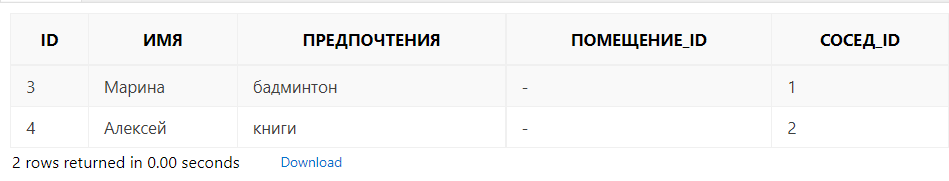 ID ИМЯ ПРЕДПОЧТЕНИЯ ПОМЕЩЕНИЕ_ID СОСЕД_ID
3 Марина бадминтон - 1
4 Алексей книги - 2
2 rows returned in 0.00 seconds Download